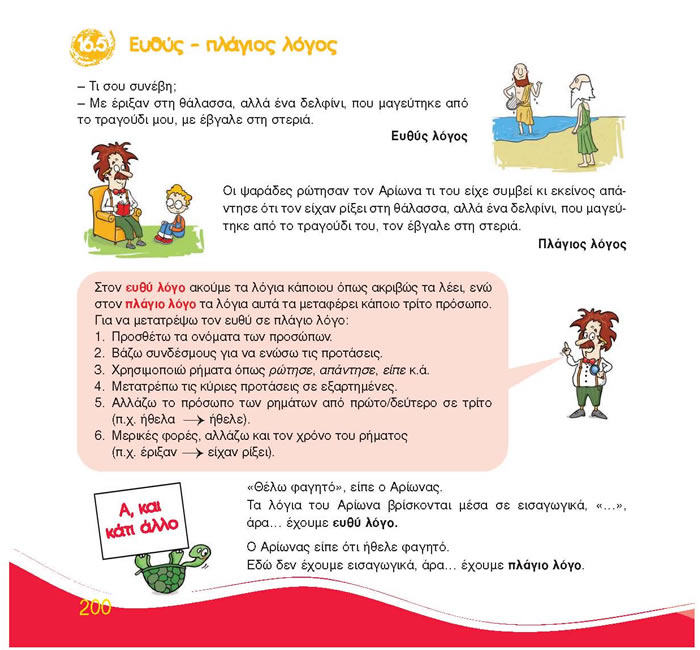 16.5 Ευθύς – πλάγιος λόγος
– Τι σου συνέβη;
– Με έριξαν στη θάλασσα, αλλά ένα δελφίνι, που μαγεύτηκε από
το τραγούδι μου, με έβγαλε στη στεριά.
Ευθύς λόγος
Οι ψαράδες ρώτησαν τον Αρίωνα τι του είχε συμβεί κι εκείνος απά-
ντησε ότι τον είχαν ρίξει στη θάλασσα, αλλά ένα δελφίνι, που μαγεύ-
τηκε από το τραγούδι του, τον έβγαλε στη στεριά.
Πλάγιος λόγος
Στον ευθύ λόγο ακούμε τα λόγια κάποιου όπως ακριβώς τα λέει, ενώ
στον πλάγιο λόγο τα λόγια αυτά τα μεταφέρει κάποιο τρίτο πρόσωπο.
Για να μετατρέψω τον ευθύ σε πλάγιο λόγο:
1. Προσθέτω τα ονόματα των προσώπων.
2. Βάζω συνδέσμους για να ενώσω τις προτάσεις.
3. Χρησιμοποιώ ρήματα όπως ρώτησε, απάντησε, είπε κ.ά.
4. Μετατρέπω τις κύριες προτάσεις σε εξαρτημένες.
5. Αλλάζω το πρόσωπο των ρημάτων από πρώτο/δεύτερο σε τρίτο
(π.χ. ήθελα → ήθελε).
6. Μερικές φορές, αλλάζω και τον χρόνο του ρήματος
(π.χ. έριξαν → είχαν ρίξει).
Α, και
κάτι άλλο
«Θέλω φαγητό», είπε ο Αρίωνας.
Τα λόγια του Αρίωνα βρίσκονται μέσα σε εισαγωγικά, «…»,
άρα… έχουμε ευθύ λόγο.
Ο Αρίωνας είπε ότι ήθελε φαγητό.
Εδώ δεν έχουμε εισαγωγικά, άρα… έχουμε πλάγιο λόγο.
200